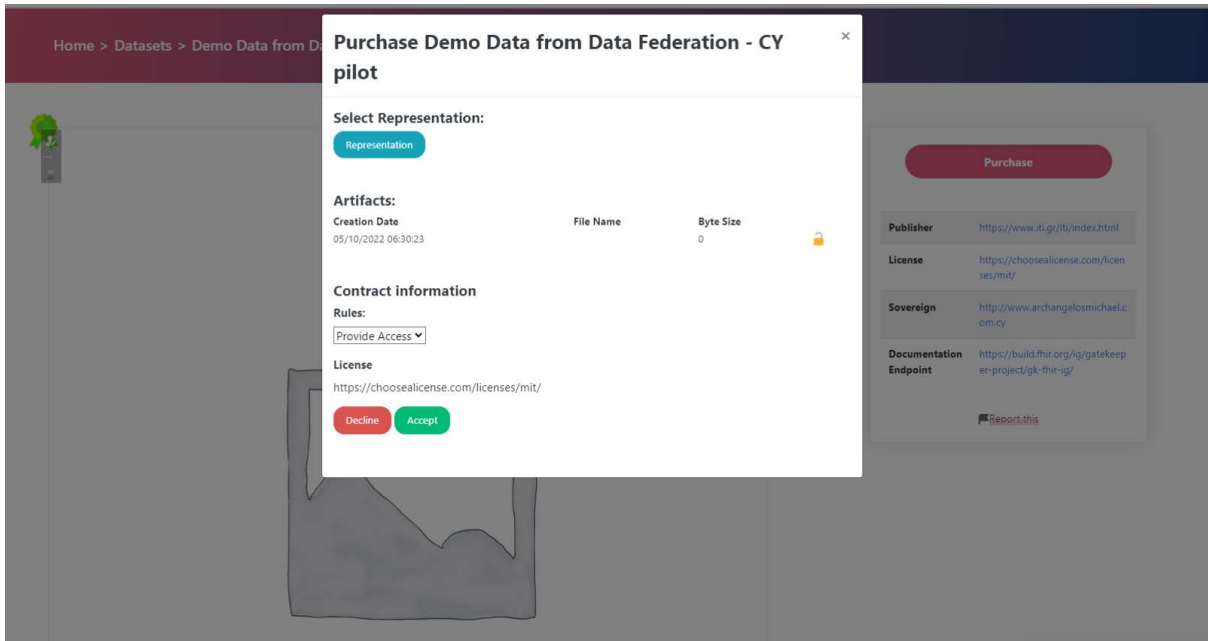 Home > Datasets > Demo Data from Da
Purchase Demo Data from Data Federation - CY
pilot
×
Select Representation:
Representation
Artifacts:
Creation Date File Name Byte Size
05/10/2022 06:30:23 0
Contract information
Rules:
Provide Access
License
https://choosealicense.com/licenses/mit/
Decline Accept
Purchase
Publisher https://www.iti.gr/iti/index.html
License https://choosealicense.com/licen
ses/mit/
Sovereign http://www.archangelosmichael.c
om.cy
Documentation https://build.fhir.org/ig/gatekeep
Endpoint er-project/gk-fhir-ig/
Report this